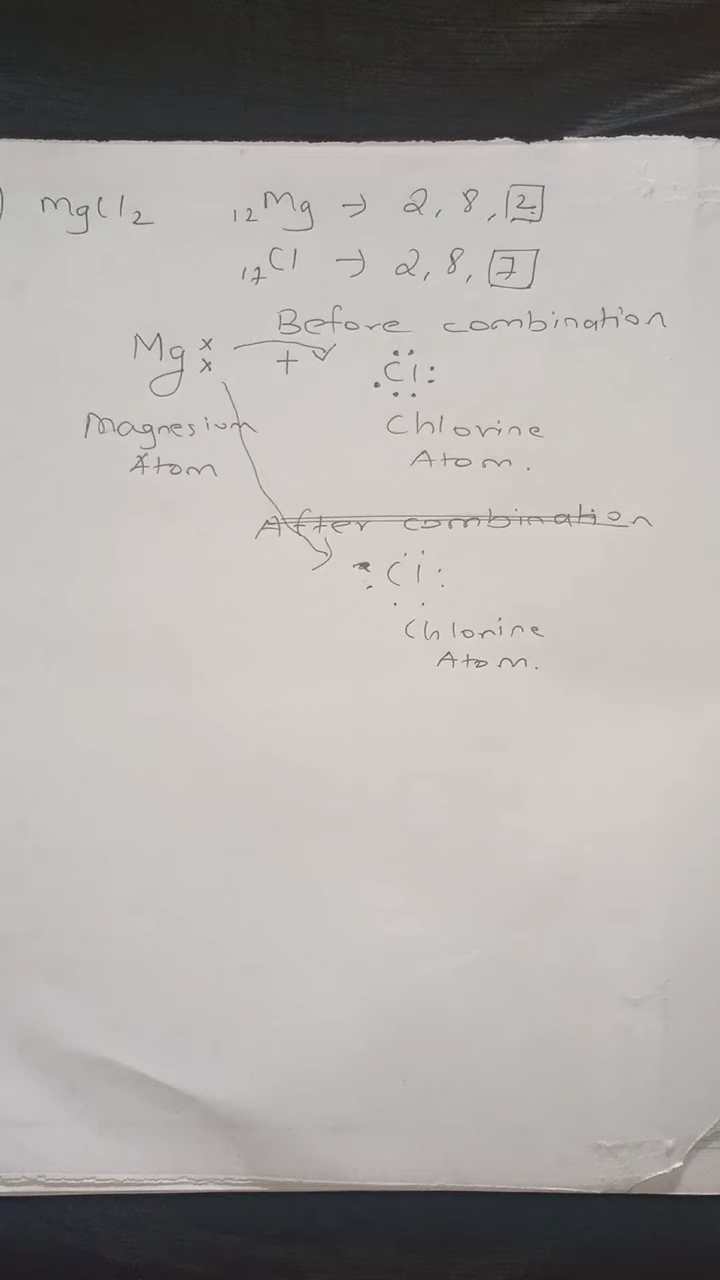 ) MgCl2 12Mg → 2, 8, 2
17Cl → 2, 8, 7
Before combination
Mg + Cl
Magnesium Chlorine
Atom Atom.
After combination
Cl
Chlorine
Atom.